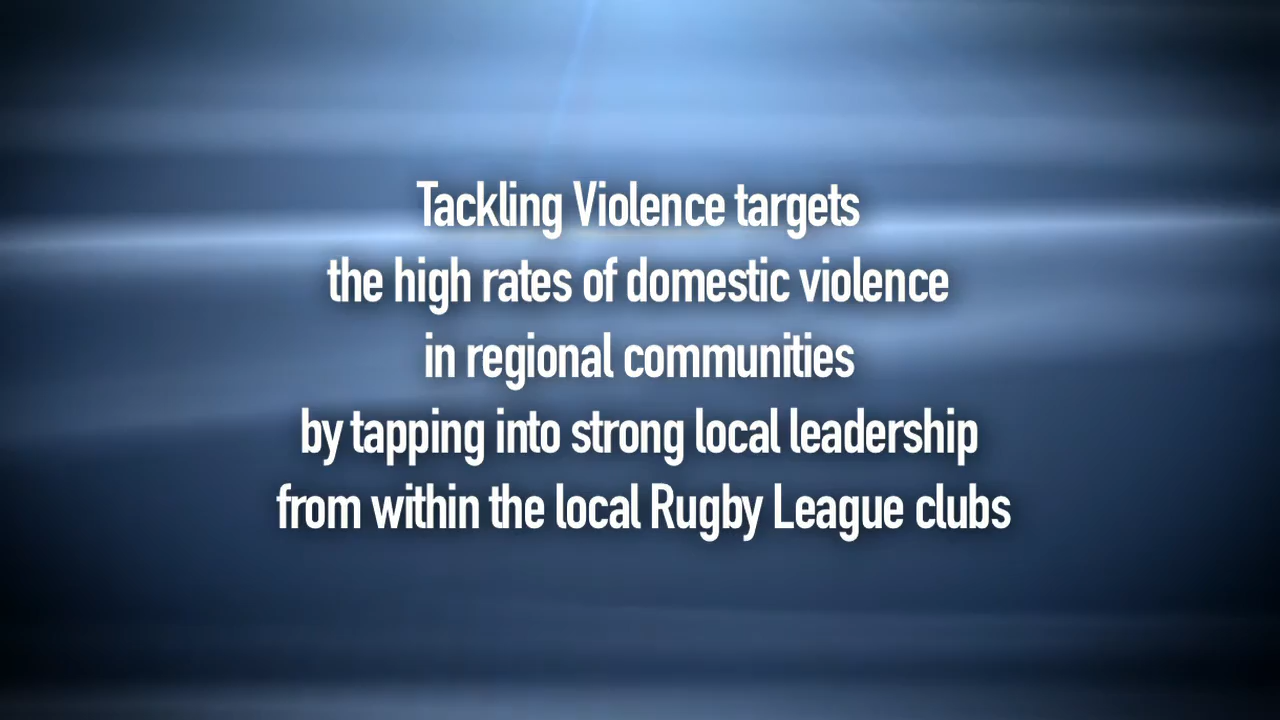 Tackling Violence targets
the high rates of domestic violence
in regional communities
by tapping into strong local leadership
from within the local Rugby League clubs